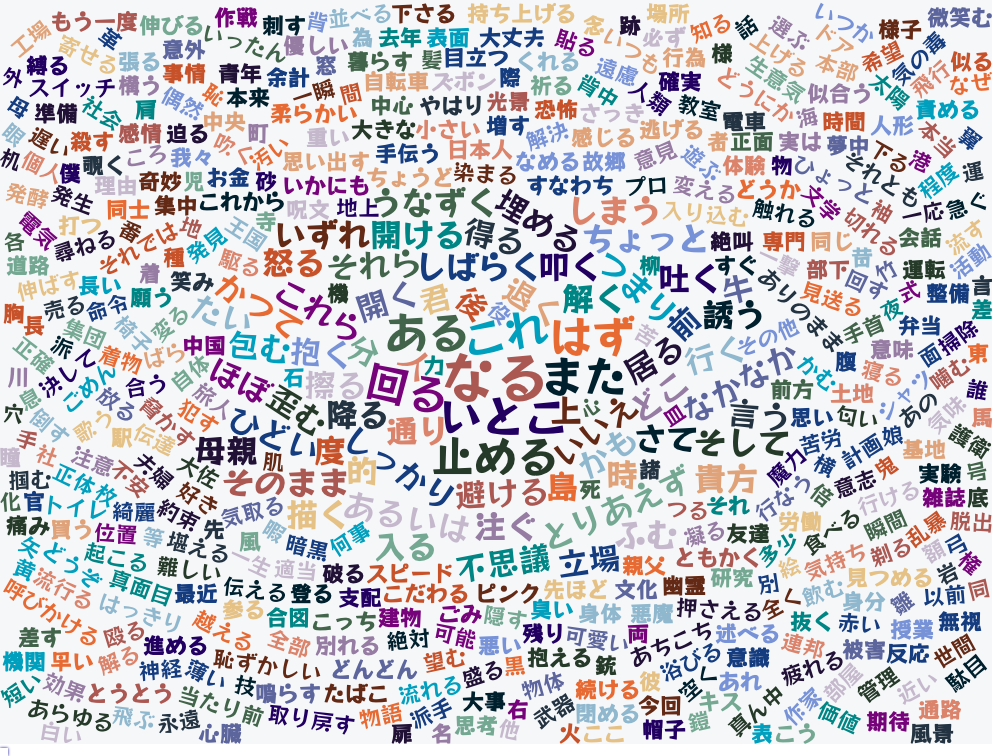 工場 もう一度 伸びる 作戦 刺す 背 並べる 下さる 持ち上げる 念 跡 場所 知る 話 選ぶ いつか ドア 様子 微笑む
寄せる 革 いったん 優しい 為 去年 表面 大丈夫 貼る いつも 必ず 行為 様 上げる 本部 希望 気の毒
外 縛る 張る 意外 窓 暮らす 髪 目立つ くれる 遠慮 確実 どうにか 生意気 太陽 飛行 似る なぜ
スイッチ 構う 事情 青年 余計 一瞬 間 自転車 ズボン 際 祈る 背中 人類 教室 似合う 責める
母 準備 社会 肩 偶然 恥 本来 柔らかい 中心 やはり 光景 恐怖 さっき 電車 海 時間 人形 本当 翼
眼 遅い 殺す 感情 迫る 中央 町 重い 大きな 小さい 増す 解決 感じる 逃げる 者 正面 実は 夢中 下る 港
机 個人 僕 覗く ころ 我々 吹く 汚い 思い出す 手伝う 日本人 なめる 故郷 意見 遊ぶ 体験 物 ひょっと それとも 程度 運
発酵 発生 理由 奇妙 児 お金 砂 いかにも ちょうど 染まる すなわち プロ 変える どうか 文学 袖 一応 急ぐ
電気 打つ 同士 集中 これから 呪文 地上 うなずく 埋める しまう 入り込む 触れる 切れる 会話 流す
各 尋ねる 番 それでは 地 王国 寺 いずれ 開ける 得る ちょっと 絶叫 専門 同じ 苔 竹 運転 活動
道路 種 発見 駆る 怒る それら しばらく 叩く つまり 柳 吐く すぐ 一撃 部下 回す 夜
伸ばす 長い 着 笑み 機 開く 君 後 後 退く 解く 牛 ありのまま 見送る 式 整備 言
胸 長 売る 命令 願う たい かつて これら ある これ はず 苦 前 誘う その他 手首 弁当 差
集団 椅子 変る 中国 包む 抱く 分 力 居る 行く 腹 意味 面 掃除
正確 派 着物 ばら 自体 石 擦る 回る イ なる また どこ なかなか かむ 寝る シャツ 噛む 東
川 決して ごめん 合う 旅人 ほぼ 歪む 降る いとこ 上 心 いいえ 皿 前方 土地 あの 誰
穴 息 倒す 放る 脅かす 犯す ひどい 度 通り 言う 思い 匂い 気味 馬
手 歌う 駅伝 達 母親 肌 しっかり 止める かも さて そして 魔力 苦労 横 計画 娘 基地 護衛
瞳 社 注意 不安 夫婦 大佐 そのまま 的 避ける 島 死 時 諸 貴方 居 意志 鬼 実験 号
掴む 正体 枚 好き 気取る 描く あるいは 注ぐ とりあえず つる それ 行なう 行ける 雑誌 底
化 官 トイレ 綺麗 約束 先 風 暇 何事 ふむ 凝る 友達 労働 食べる 瞬間 乱暴 脱出
痛み 買う 位置 等 堪える 暗黒 入る 不思議 立場 親父 ともかく 多少 絵 気持ち 剃る 額 弓
矢 どうぞ 起こる 難しい 一生 適当 破る スピード こだわる ピンク 先ほど 文化 幽霊 研究 別 見つめる 岩 橋
黄 流行る 真面目 最近 伝える 登る 支配 臭い 身体 悪魔 押さえる 全く 飲む 身分 雛 以前 同
呼びかける はっきり 越える 参る 合図 こっち 建物 ごみ 隠す 抜く 赤い 授業 無視
差す 殴る 進める 全部 別れる 絶対 可能 悪い 残り 可愛い 両 あちこち 述べる 連邦 被害 反応 世間
機関 早い 解る 神経 薄い 恥ずかしい どんどん 望む 盛る 黒 抱える 銃 浴びる 意識 疲れる 管理 駄目
短い 効果 とうとう 当たり前 技 鳴らす たばこ 流れる 大事 物体 続ける 彼 空く あれ 作家 部屋 近い
あらゆる 飛ぶ 永遠 取り戻す 物語 派手 思考 右 武器 閉める 今回 キス 真ん中 価値 期待 通路
白い 心臓 扉 名 他 火 ここ 帽子 鎧 表 こう 風景